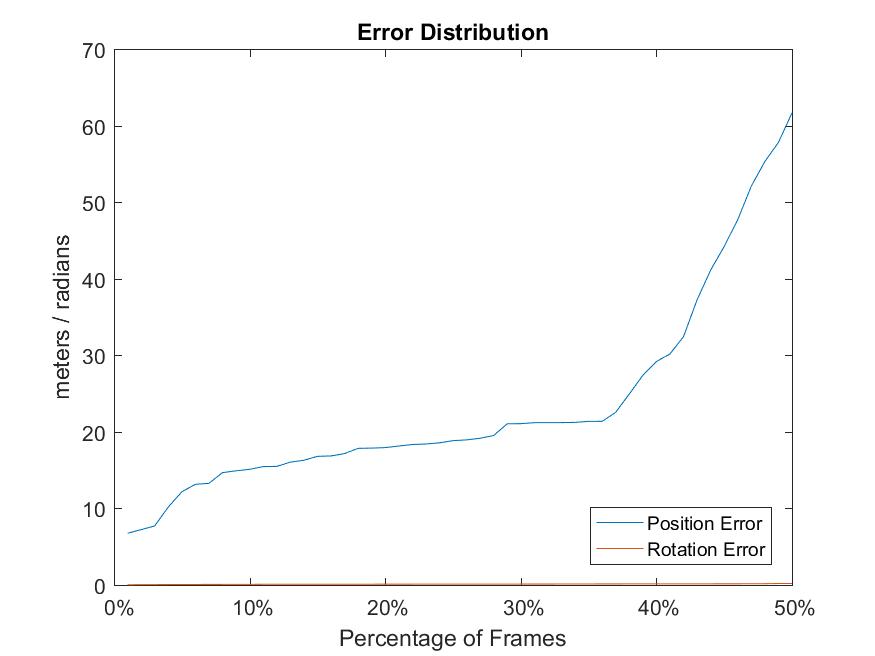 Error Distribution
70
60
50
40
30
20
10
0
meters / radians
Position Error
Rotation Error
0%
10%
20%
30%
40%
50%
Percentage of Frames